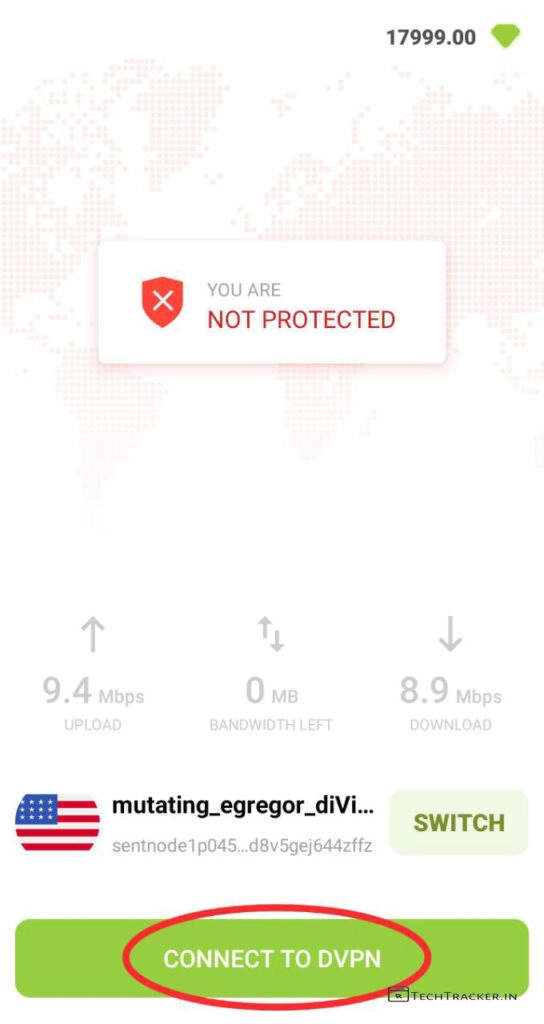 17999.00
YOU ARE
NOT PROTECTED
9.4 Mbps
0 MB
8.9 Mbps
UPLOAD
BANDWIDTH LEFT
DOWNLOAD
mutating_egregor_diVi...
SWITCH
sentnode1p045...d8v5gej644zffz
CONNECT TO DVPN
TECHTRACKER.IN